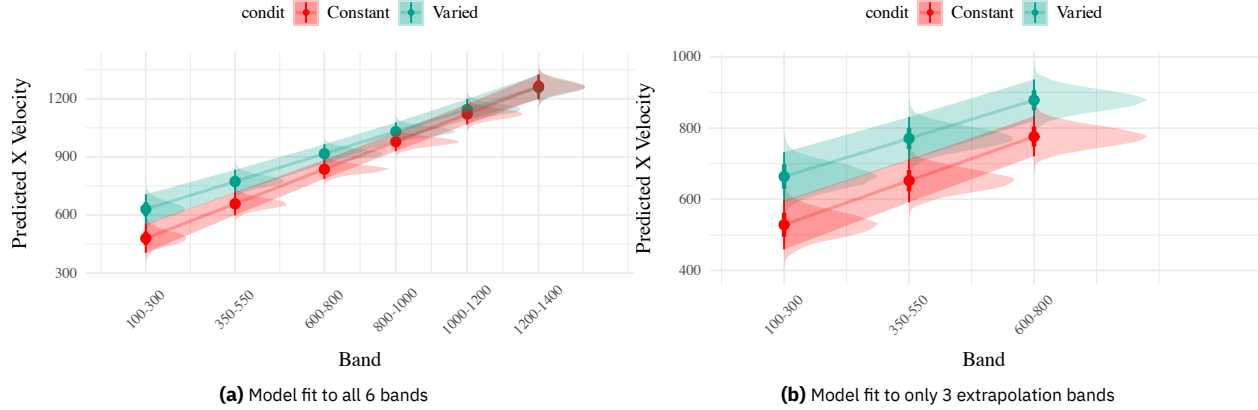 condit Constant Varied
Predicted X Velocity
1200
900
600
300
100-300
350-550
600-800
800-1000
1000-1200
1200-1400
Band
(a) Model fit to all 6 bands
condit Constant Varied
Predicted X Velocity
1000
800
600
400
100-300
350-550
600-800
Band
(b) Model fit to only 3 extrapolation bands